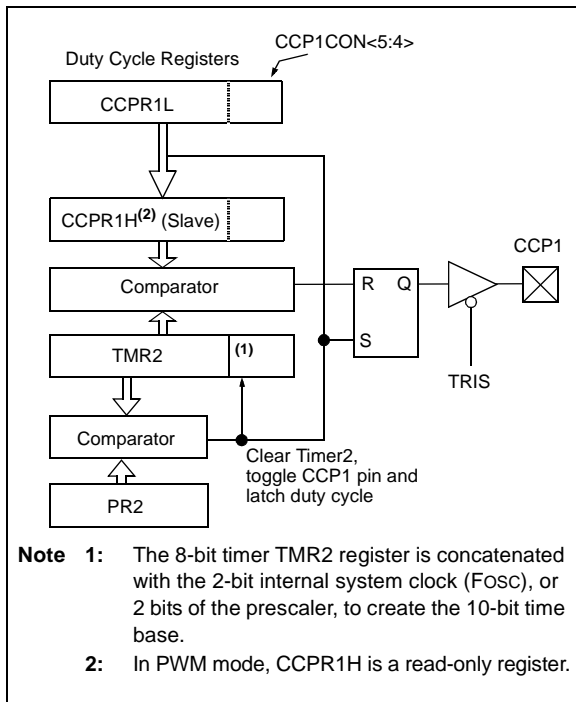 CCP1CON<5:4>
Duty Cycle Registers
CCPR1L
CCPR1H(2) (Slave)
CCP1
Comparator
R Q
TMR2 (1)
S
TRIS
Comparator
Clear Timer2,
toggle CCP1 pin and
latch duty cycle
PR2
Note 1: The 8-bit timer TMR2 register is concatenated
with the 2-bit internal system clock (FOSC), or
2 bits of the prescaler, to create the 10-bit time
base.
2: In PWM mode, CCPR1H is a read-only register.